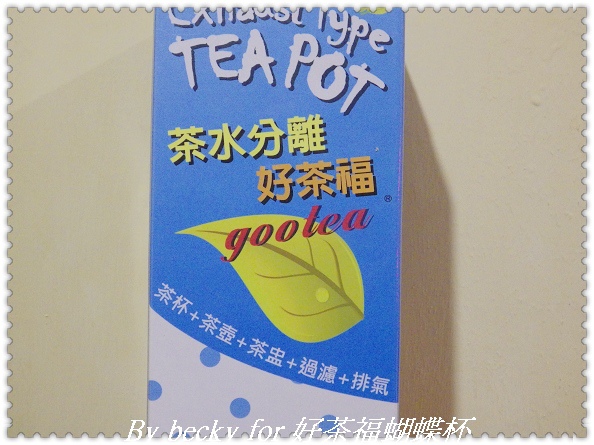 Exhaust Type
TEA POT
茶水分離
好茶福
gootea®
茶杯+茶壺+茶盅+過濾+排氣
By becky for 好茶福蝴蝶杯